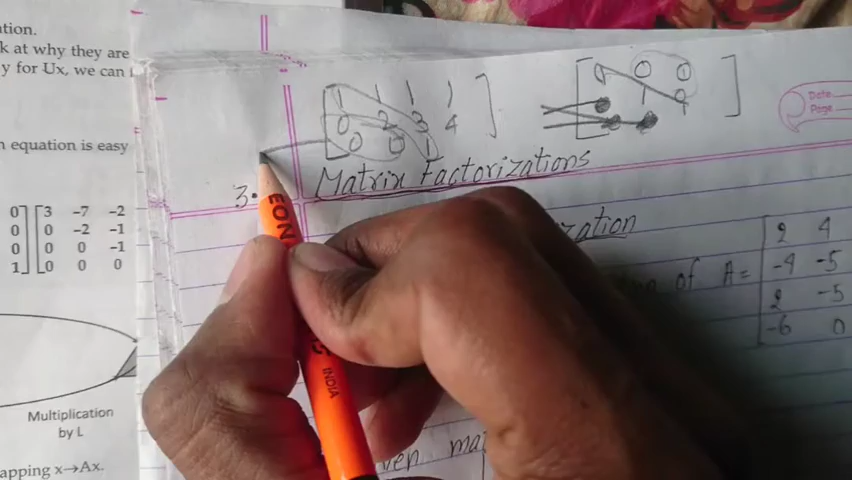 ation.
k at why they are
y for Ux, we can
n equation is easy
0] [3 -7 -2
0 0 -2 -1
0 0 0 -1
1] [0 0 0
Multiplication
by L
apping x→Ax.
1 1 1 1
0 2 3 4
0 0 1
0 0
1
Date
Page
3. Matrix Factorizations
zation
of A=
2 4
-4 -5
2 -5
-6 0
ven ma
EON
INDIA